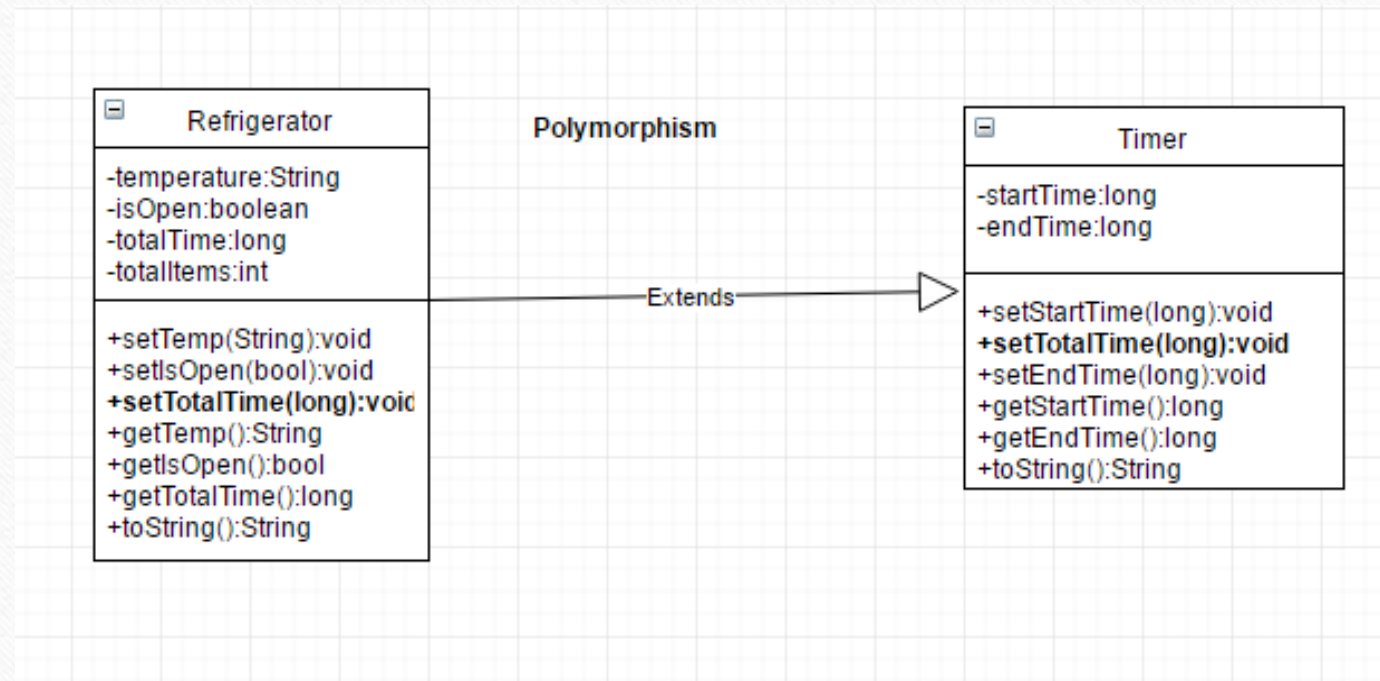 Refrigerator
-temperature:String
-isOpen:boolean
-totalTime:long
-totalItems:int
+setTemp(String):void
+setIsOpen(bool):void
+setTotalTime(long):void
+getTemp():String
+getIsOpen():bool
+getTotalTime():long
+toString():String
Polymorphism
Extends
Timer
-startTime:long
-endTime:long
+setStartTime(long):void
+setTotalTime(long):void
+setEndTime(long):void
+getStartTime():long
+getEndTime():long
+toString():String